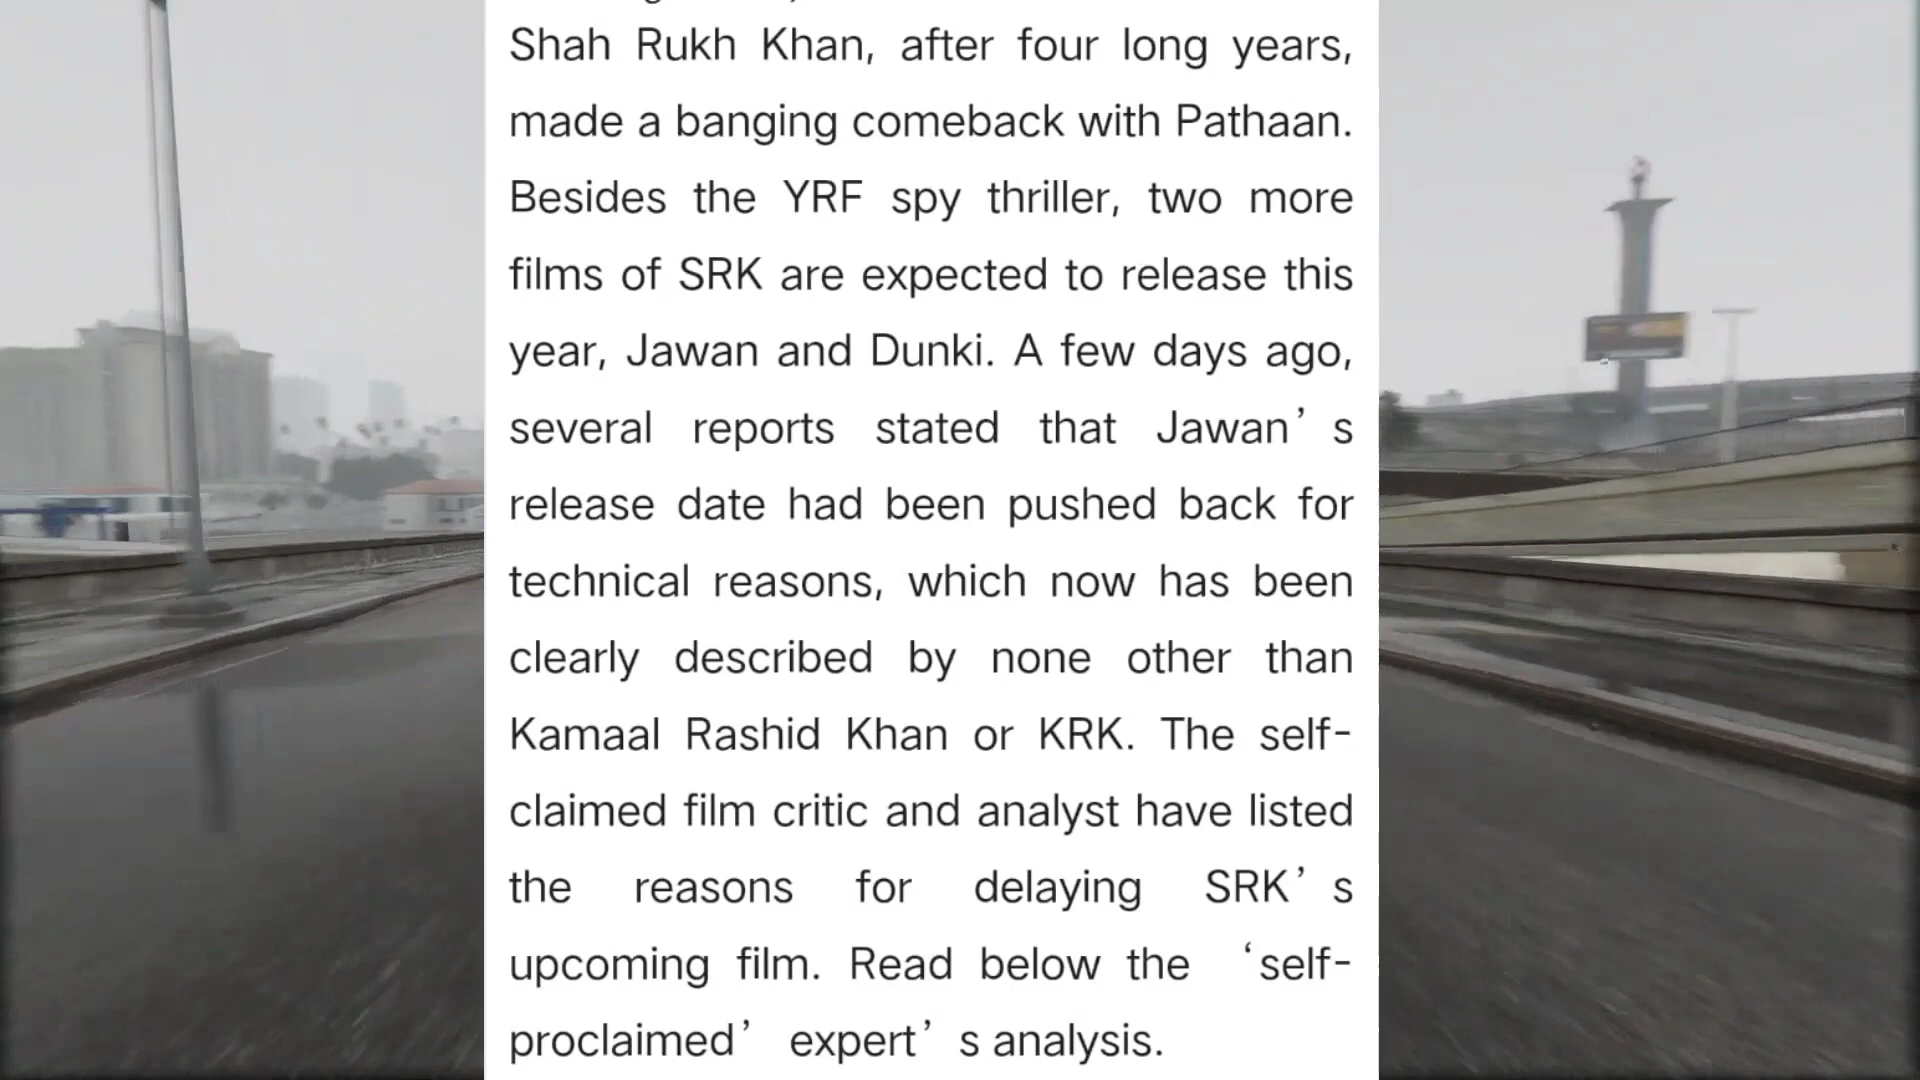 Shah Rukh Khan, after four long years,
made a banging comeback with Pathaan.
Besides the YRF spy thriller, two more
films of SRK are expected to release this
year, Jawan and Dunki. A few days ago,
several reports stated that Jawan’s
release date had been pushed back for
technical reasons, which now has been
clearly described by none other than
Kamaal Rashid Khan or KRK. The self-
claimed film critic and analyst have listed
the reasons for delaying SRK’s
upcoming film. Read below the ‘self-
proclaimed’ expert’s analysis.